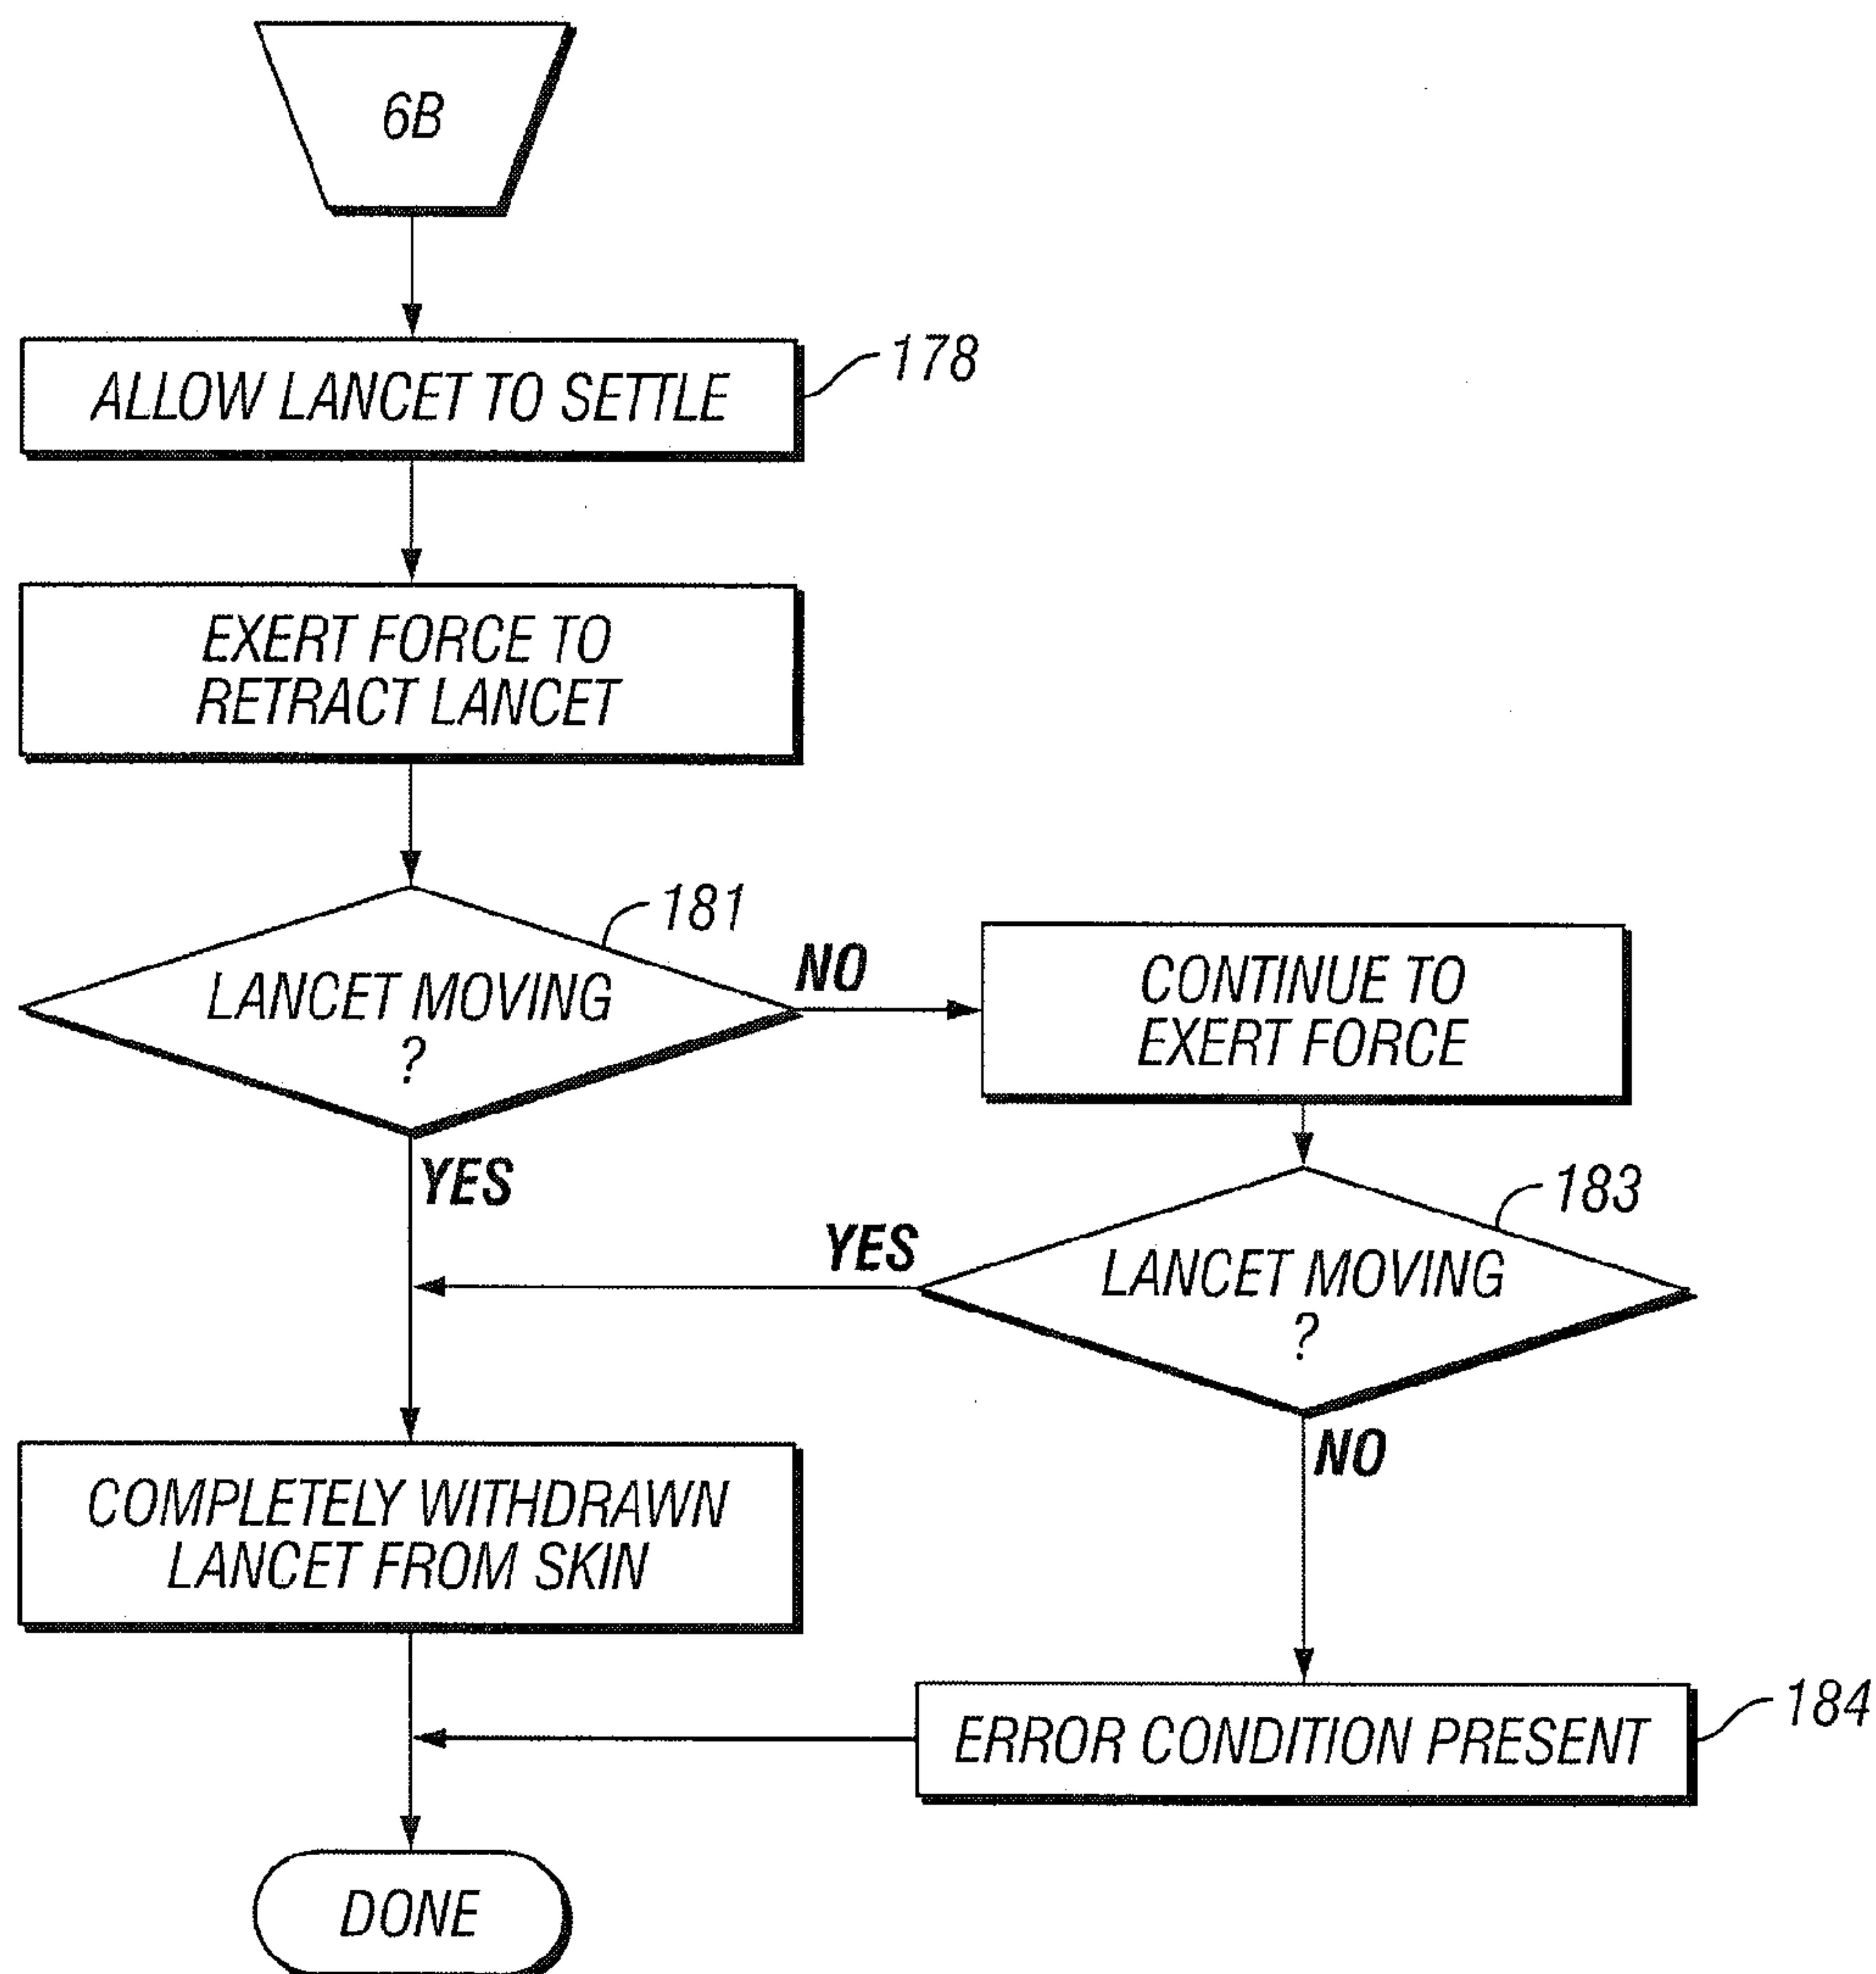 6B
ALLOW LANCET TO SETTLE
178
EXERT FORCE TO
RETRACT LANCET
181
LANCET MOVING
?
NO
CONTINUE TO
EXERT FORCE
YES
183
LANCET MOVING
?
YES
NO
COMPLETELY WITHDRAWN
LANCET FROM SKIN
184
ERROR CONDITION PRESENT
DONE